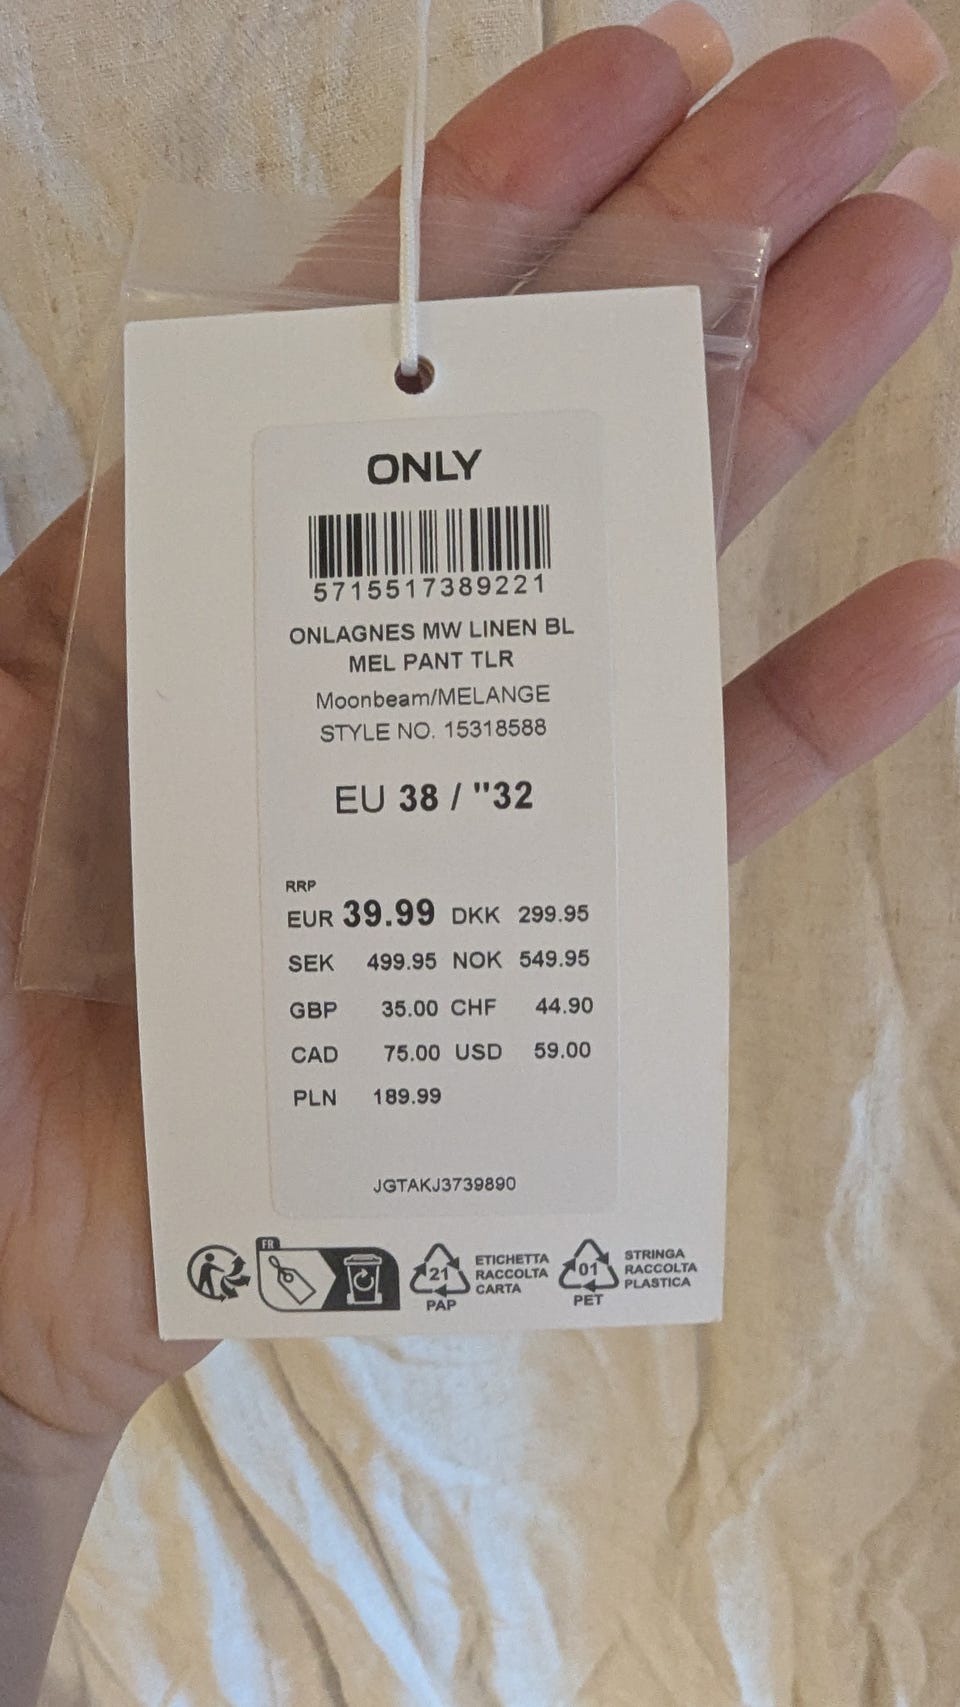 ONLY
5715517389221
ONLAGNES MW LINEN BL
MEL PANT TLR
Moonbeam/MELANGE
STYLE NO. 15318588
EU 38 / "32
RRP
EUR 39.99 DKK 299.95
SEK 499.95 NOK 549.95
GBP 35.00 CHF 44.90
CAD 75.00 USD 59.00
PLN 189.99
JGTAKJ3739890
FR
21
PAP
ETICHETTA
RACCOLTA
CARTA
01
PET
STRINGA
RACCOLTA
PLASTICA